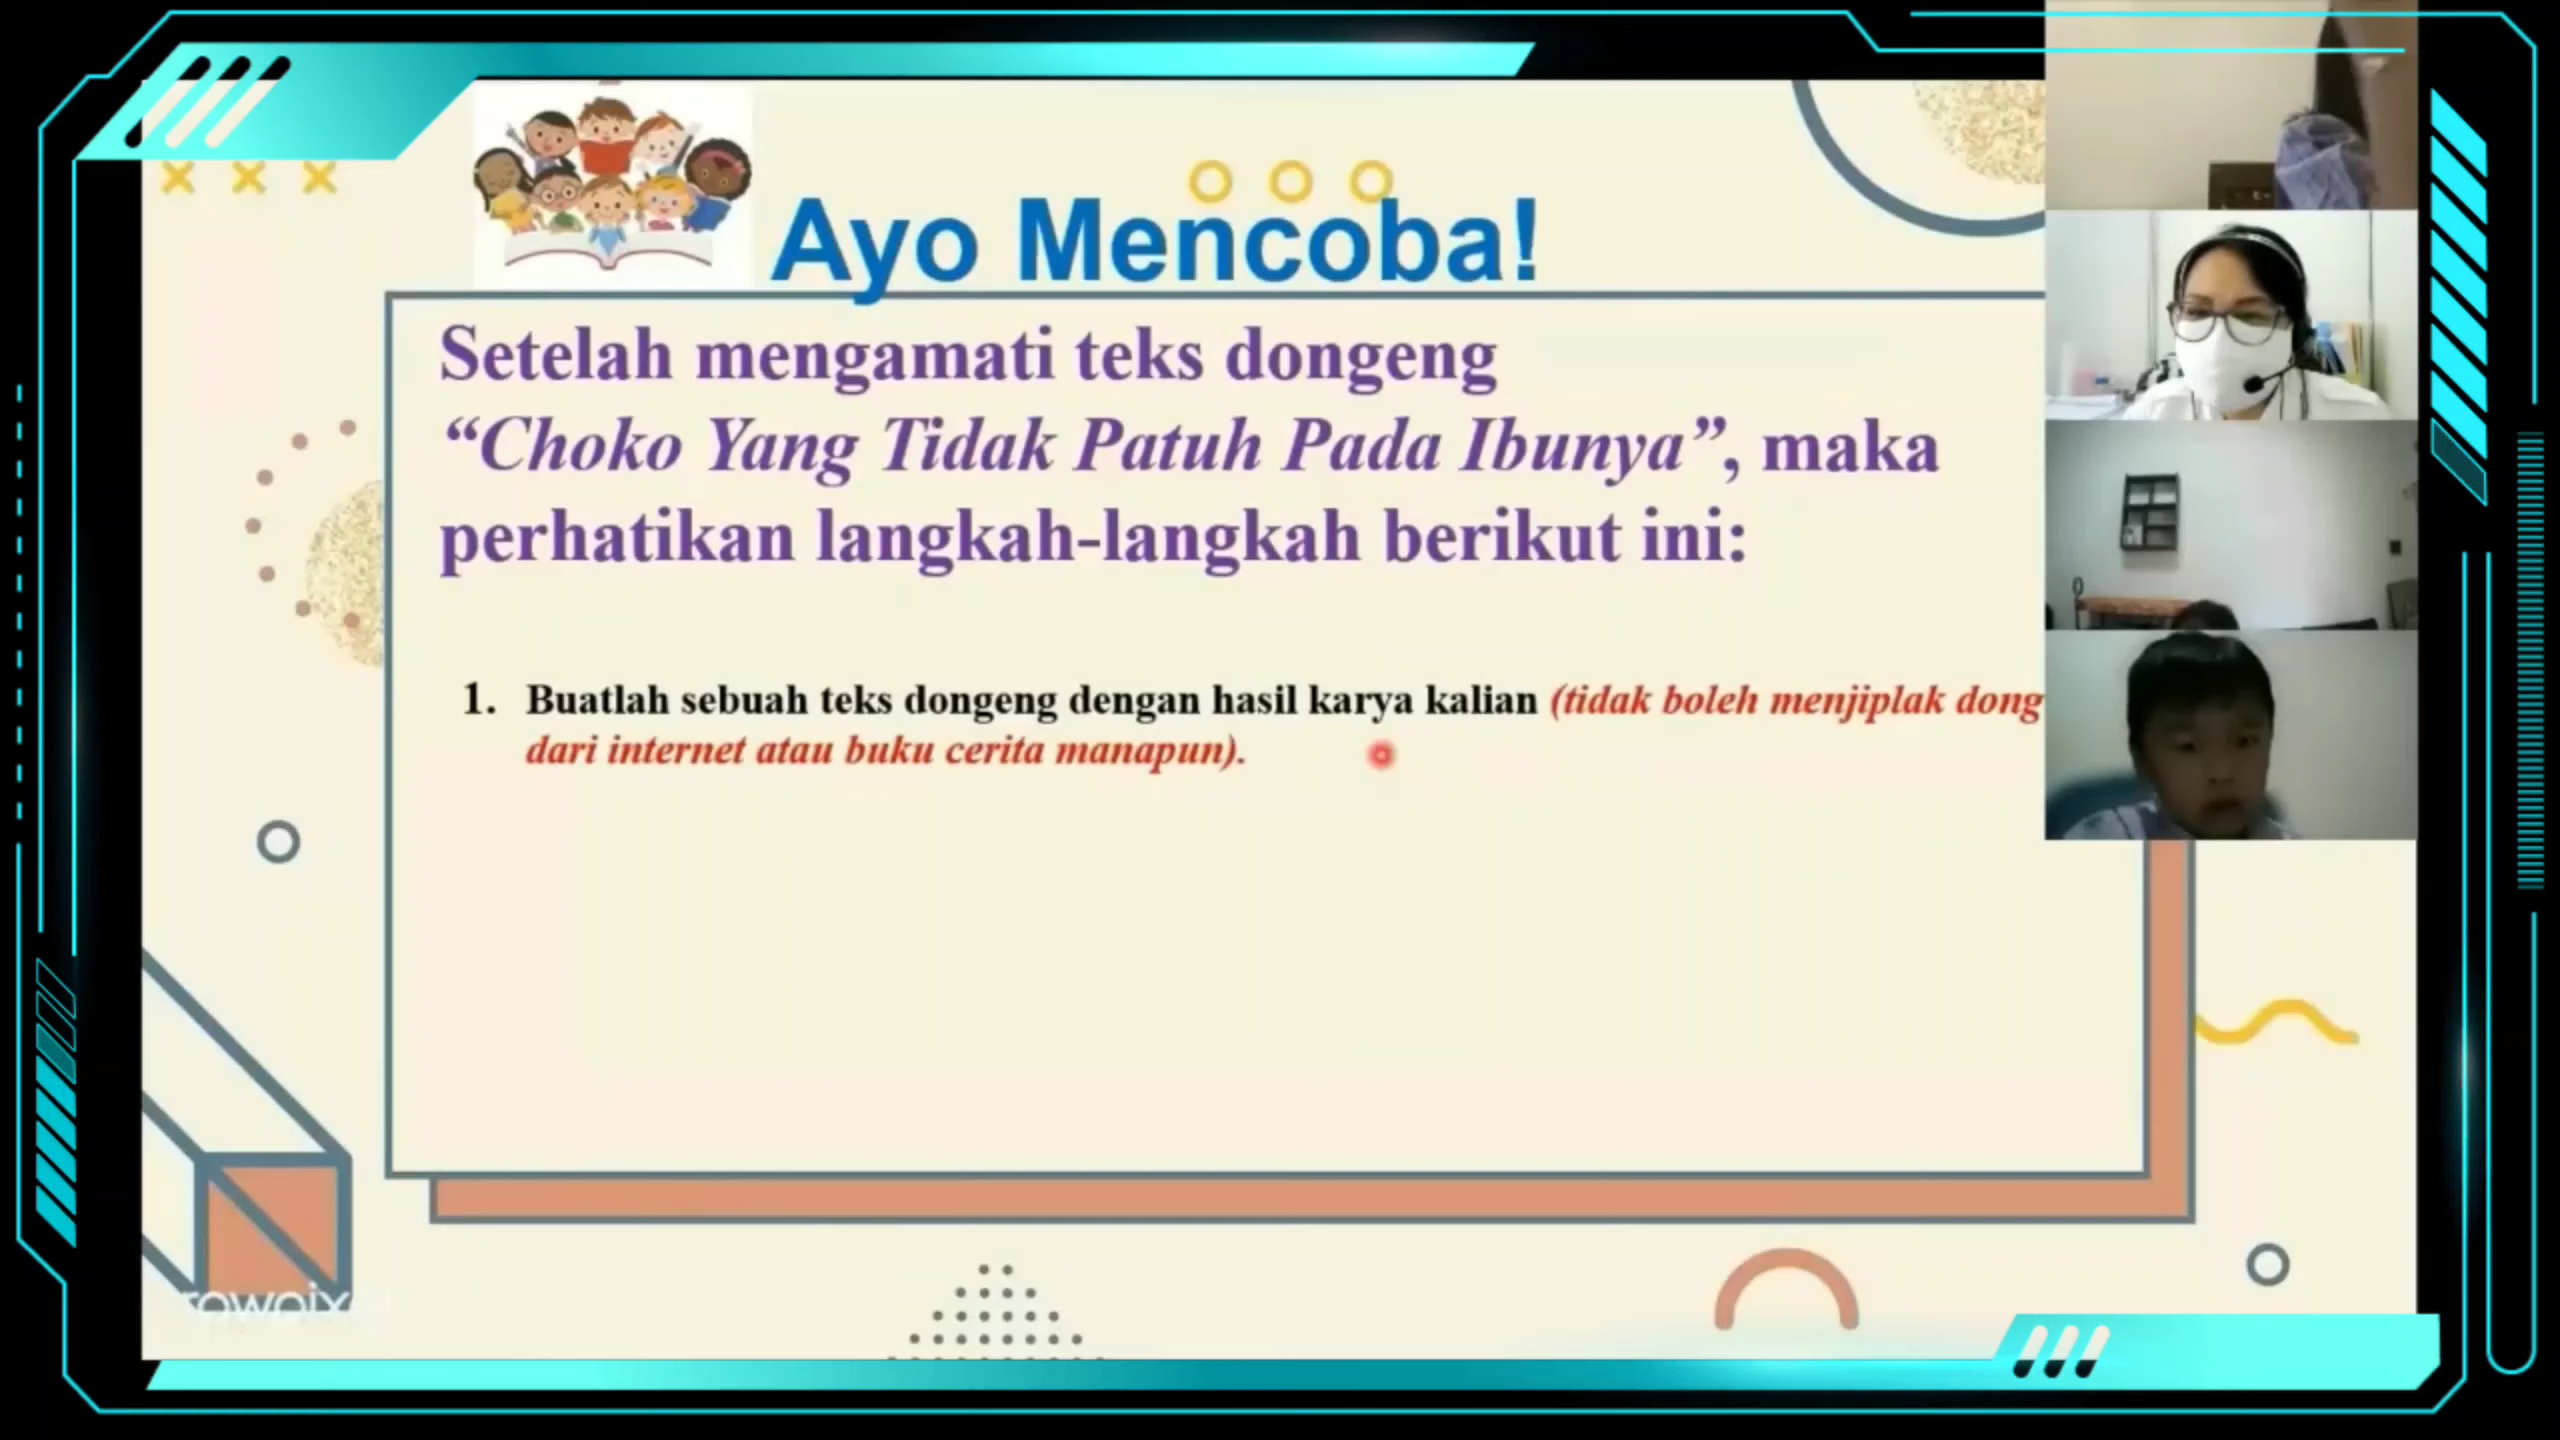 Ayo Mencoba!
Setelah mengamati teks dongeng
“Choko Yang Tidak Patuh Pada Ibunya”, maka
perhatikan langkah-langkah berikut ini:
1. Buatlah sebuah teks dongeng dengan hasil karya kalian (tidak boleh menjiplak dong
dari internet atau buku cerita manapun).